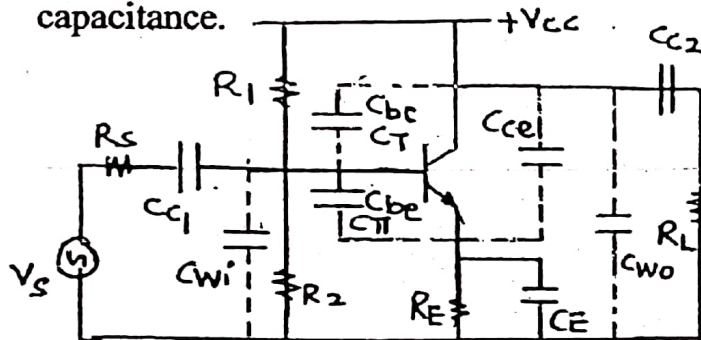 capacitance.
+Vcc
CC2
R1
Cbc
CT
Cce
RS
CC1
Cbe
Cπ
Cwi
R2
VS
RE
CE
Cwo
RL